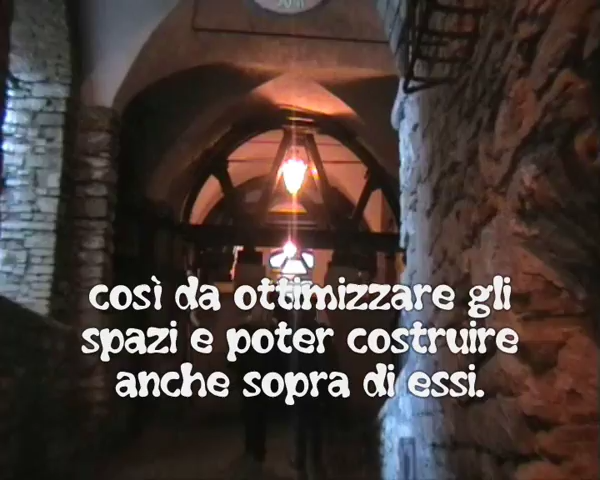 così da ottimizzare gli
spazi e poter costruire
anche sopra di essi.